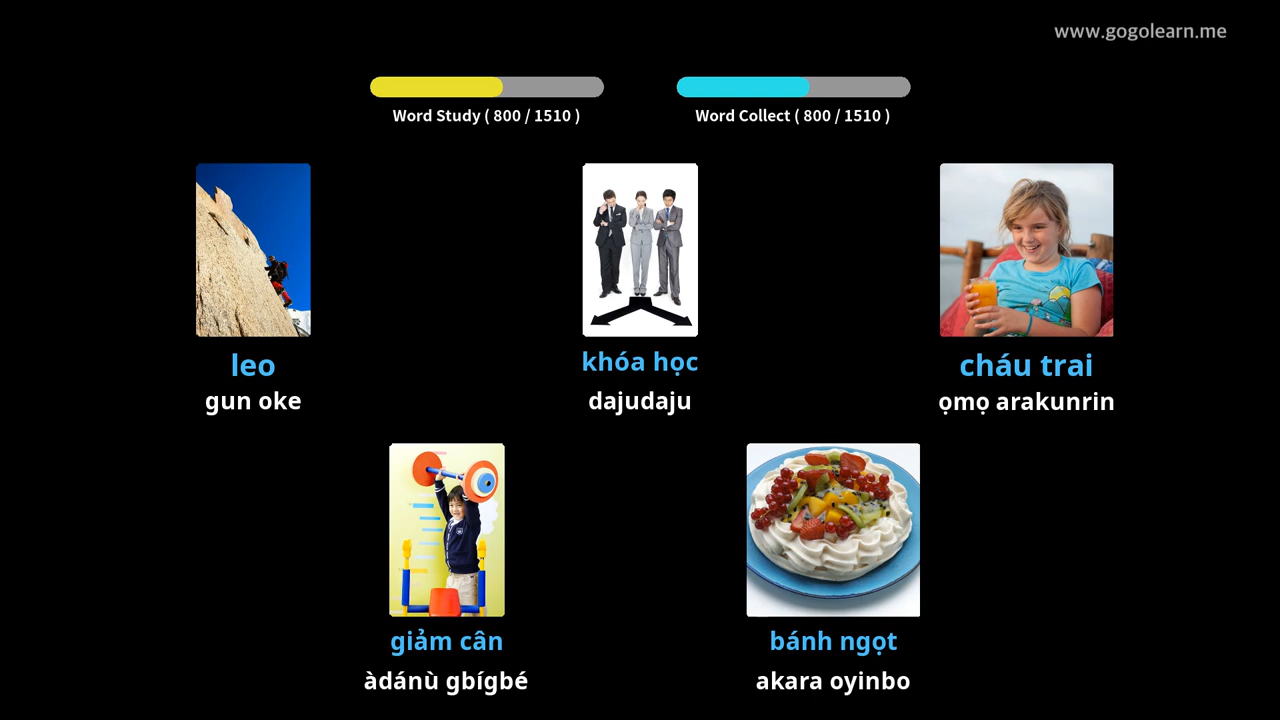 www.gogolearn.me
Word Study ( 800 / 1510 )
Word Collect ( 800 / 1510 )
leo
gun oke
khóa học
dajudaju
cháu trai
ọmọ arakunrin
giảm cân
àdánù gbígbé
bánh ngọt
akara oyinbo